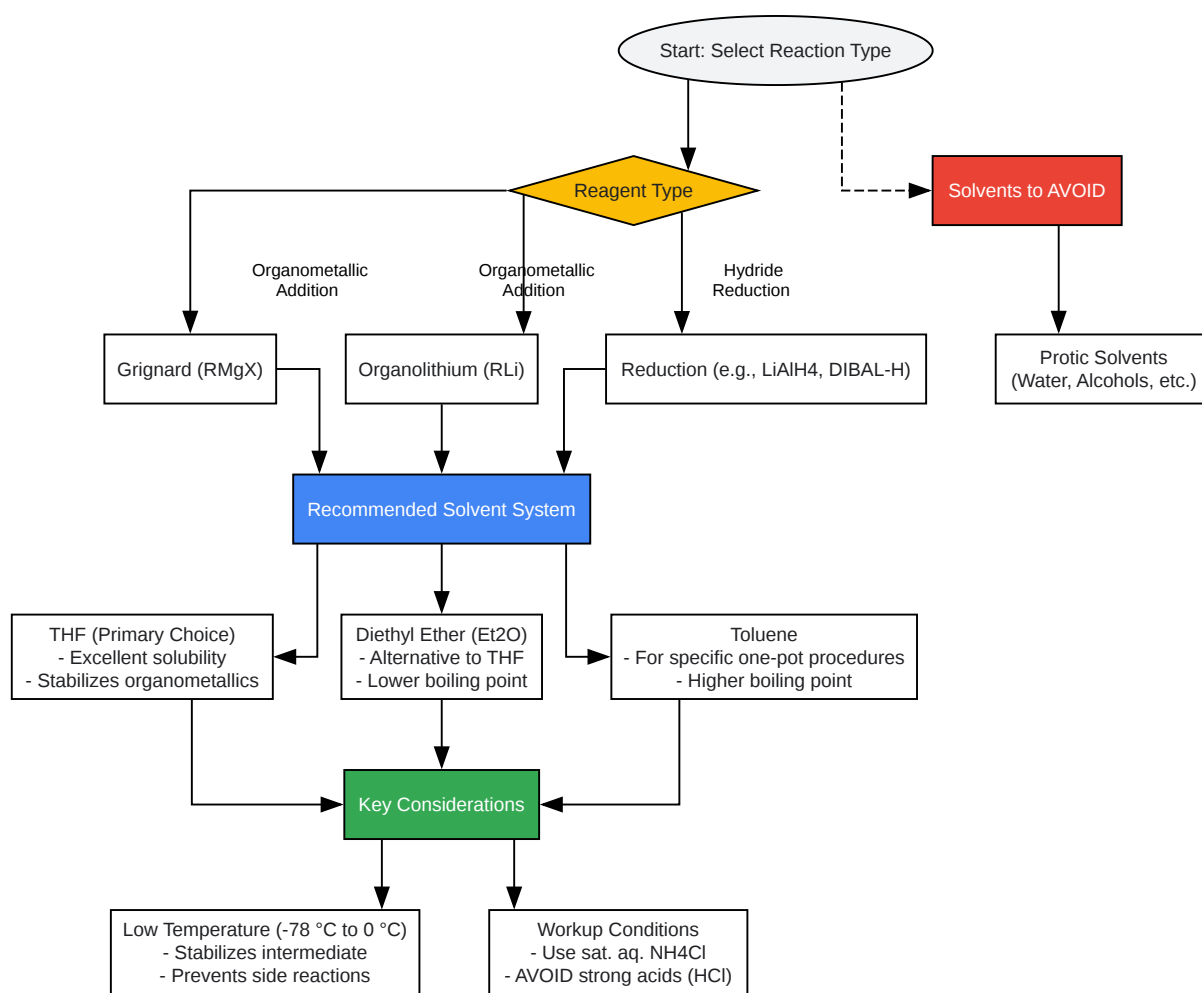 Start: Select Reaction Type
Reagent Type
Solvents to AVOID
Organometallic
Addition
Organometallic
Addition
Hydride
Reduction
Grignard (RMgX)
Organolithium (RLi)
Reduction (e.g., LiAlH4, DIBAL-H)
Protic Solvents
(Water, Alcohols, etc.)
Recommended Solvent System
THF (Primary Choice)
- Excellent solubility
- Stabilizes organometallics
Diethyl Ether (Et2O)
- Alternative to THF
- Lower boiling point
Toluene
- For specific one-pot procedures
- Higher boiling point
Key Considerations
Low Temperature (-78 °C to 0 °C)
- Stabilizes intermediate
- Prevents side reactions
Workup Conditions
- Use sat. aq. NH4Cl
- AVOID strong acids (HCl)